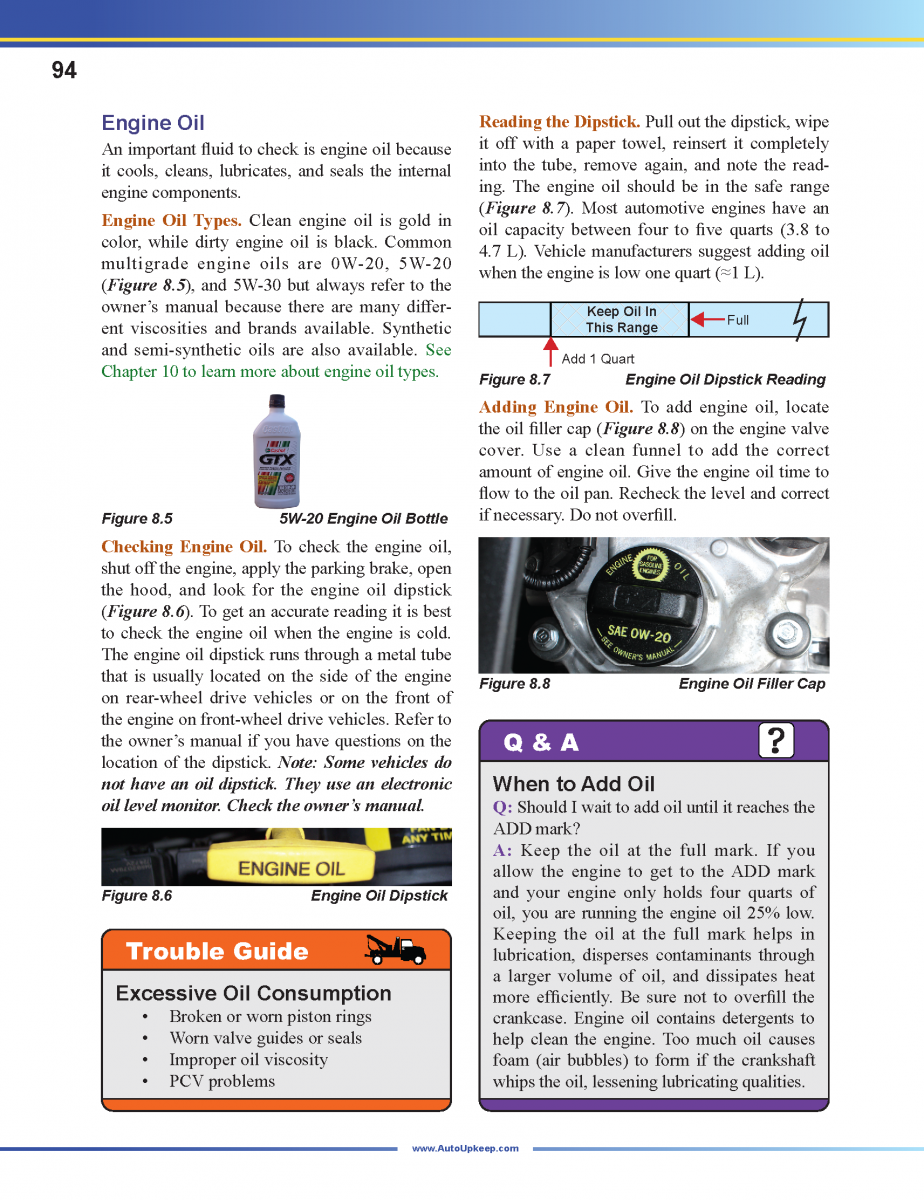 94
Engine Oil
An important fluid to check is engine oil because
it cools, cleans, lubricates, and seals the internal
engine components.
Engine Oil Types. Clean engine oil is gold in
color, while dirty engine oil is black. Common
multigrade engine oils are 0W-20, 5W-20
(Figure 8.5), and 5W-30 but always refer to the
owner's manual because there are many differ-
ent viscosities and brands available. Synthetic
and semi-synthetic oils are also available. See
Chapter 10 to learn more about engine oil types.
Castrol
GTX
Figure 8.5 5W-20 Engine Oil Bottle
Checking Engine Oil. To check the engine oil,
shut off the engine, apply the parking brake, open
the hood, and look for the engine oil dipstick
(Figure 8.6). To get an accurate reading it is best
to check the engine oil when the engine is cold.
The engine oil dipstick runs through a metal tube
that is usually located on the side of the engine
on rear-wheel drive vehicles or on the front of
the engine on front-wheel drive vehicles. Refer to
the owner's manual if you have questions on the
location of the dipstick. Note: Some vehicles do
not have an oil dipstick. They use an electronic
oil level monitor. Check the owner's manual.
ANY TIM
ENGINE OIL
Figure 8.6 Engine Oil Dipstick
Trouble Guide
Excessive Oil Consumption
• Broken or worn piston rings
• Worn valve guides or seals
• Improper oil viscosity
• PCV problems
Reading the Dipstick. Pull out the dipstick, wipe
it off with a paper towel, reinsert it completely
into the tube, remove again, and note the read-
ing. The engine oil should be in the safe range
(Figure 8.7). Most automotive engines have an
oil capacity between four to five quarts (3.8 to
4.7 L). Vehicle manufacturers suggest adding oil
when the engine is low one quart (≈1 L).
Keep Oil In
This Range
Full
Add 1 Quart
Figure 8.7 Engine Oil Dipstick Reading
Adding Engine Oil. To add engine oil, locate
the oil filler cap (Figure 8.8) on the engine valve
cover. Use a clean funnel to add the correct
amount of engine oil. Give the engine oil time to
flow to the oil pan. Recheck the level and correct
if necessary. Do not overfill.
ENGINE OIL
FOR
GASOLINE
ENGINES
SAE 0W-20
SEE OWNER'S MANUAL
Figure 8.8 Engine Oil Filler Cap
Q & A ?
When to Add Oil
Q: Should I wait to add oil until it reaches the
ADD mark?
A: Keep the oil at the full mark. If you
allow the engine to get to the ADD mark
and your engine only holds four quarts of
oil, you are running the engine oil 25% low.
Keeping the oil at the full mark helps in
lubrication, disperses contaminants through
a larger volume of oil, and dissipates heat
more efficiently. Be sure not to overfill the
crankcase. Engine oil contains detergents to
help clean the engine. Too much oil causes
foam (air bubbles) to form if the crankshaft
whips the oil, lessening lubricating qualities.
www.AutoUpkeep.com